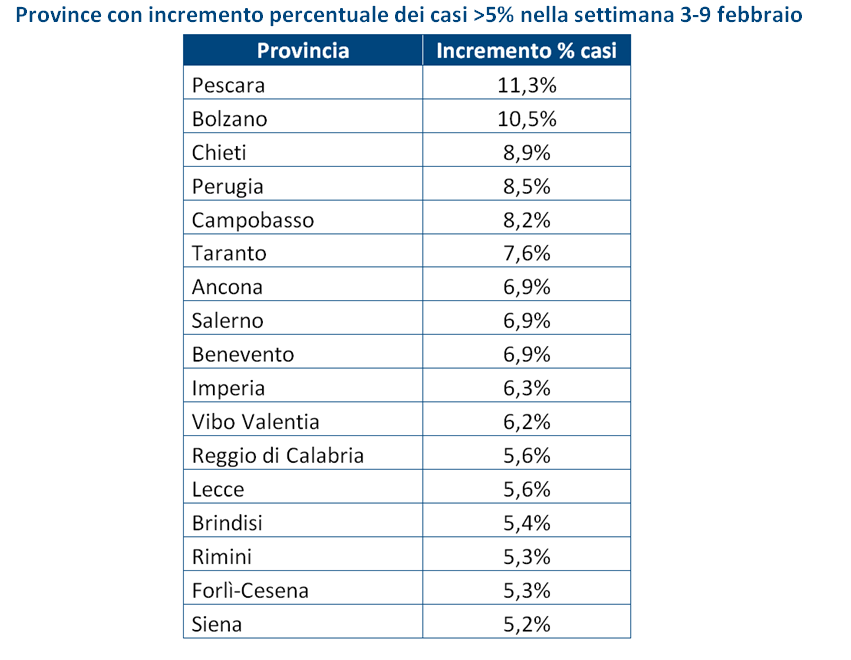 Province con incremento percentuale dei casi >5% nella settimana 3-9 febbraio
Provincia Incremento % casi
Pescara 11,3%
Bolzano 10,5%
Chieti 8,9%
Perugia 8,5%
Campobasso 8,2%
Taranto 7,6%
Ancona 6,9%
Salerno 6,9%
Benevento 6,9%
Imperia 6,3%
Vibo Valentia 6,2%
Reggio di Calabria 5,6%
Lecce 5,6%
Brindisi 5,4%
Rimini 5,3%
Forlì-Cesena 5,3%
Siena 5,2%